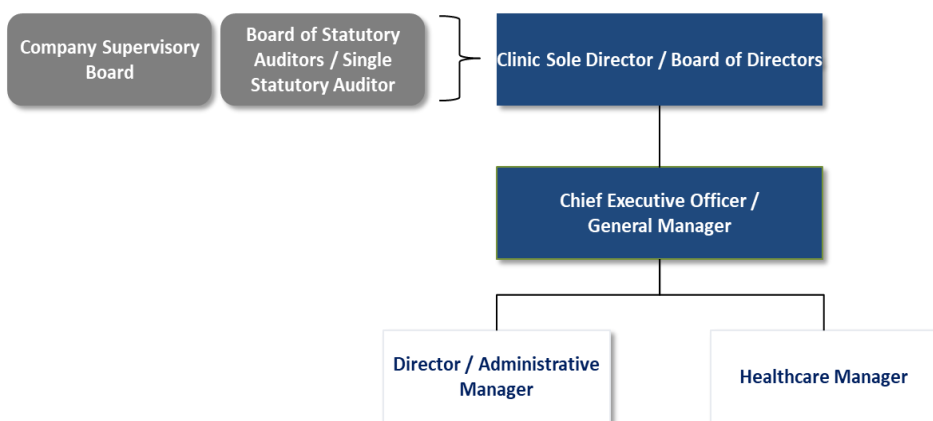 Company Supervisory
Board
Board of Statutory
Auditors / Single
Statutory Auditor
Clinic Sole Director / Board of Directors
Chief Executive Officer /
General Manager
Director / Administrative
Manager
Healthcare Manager